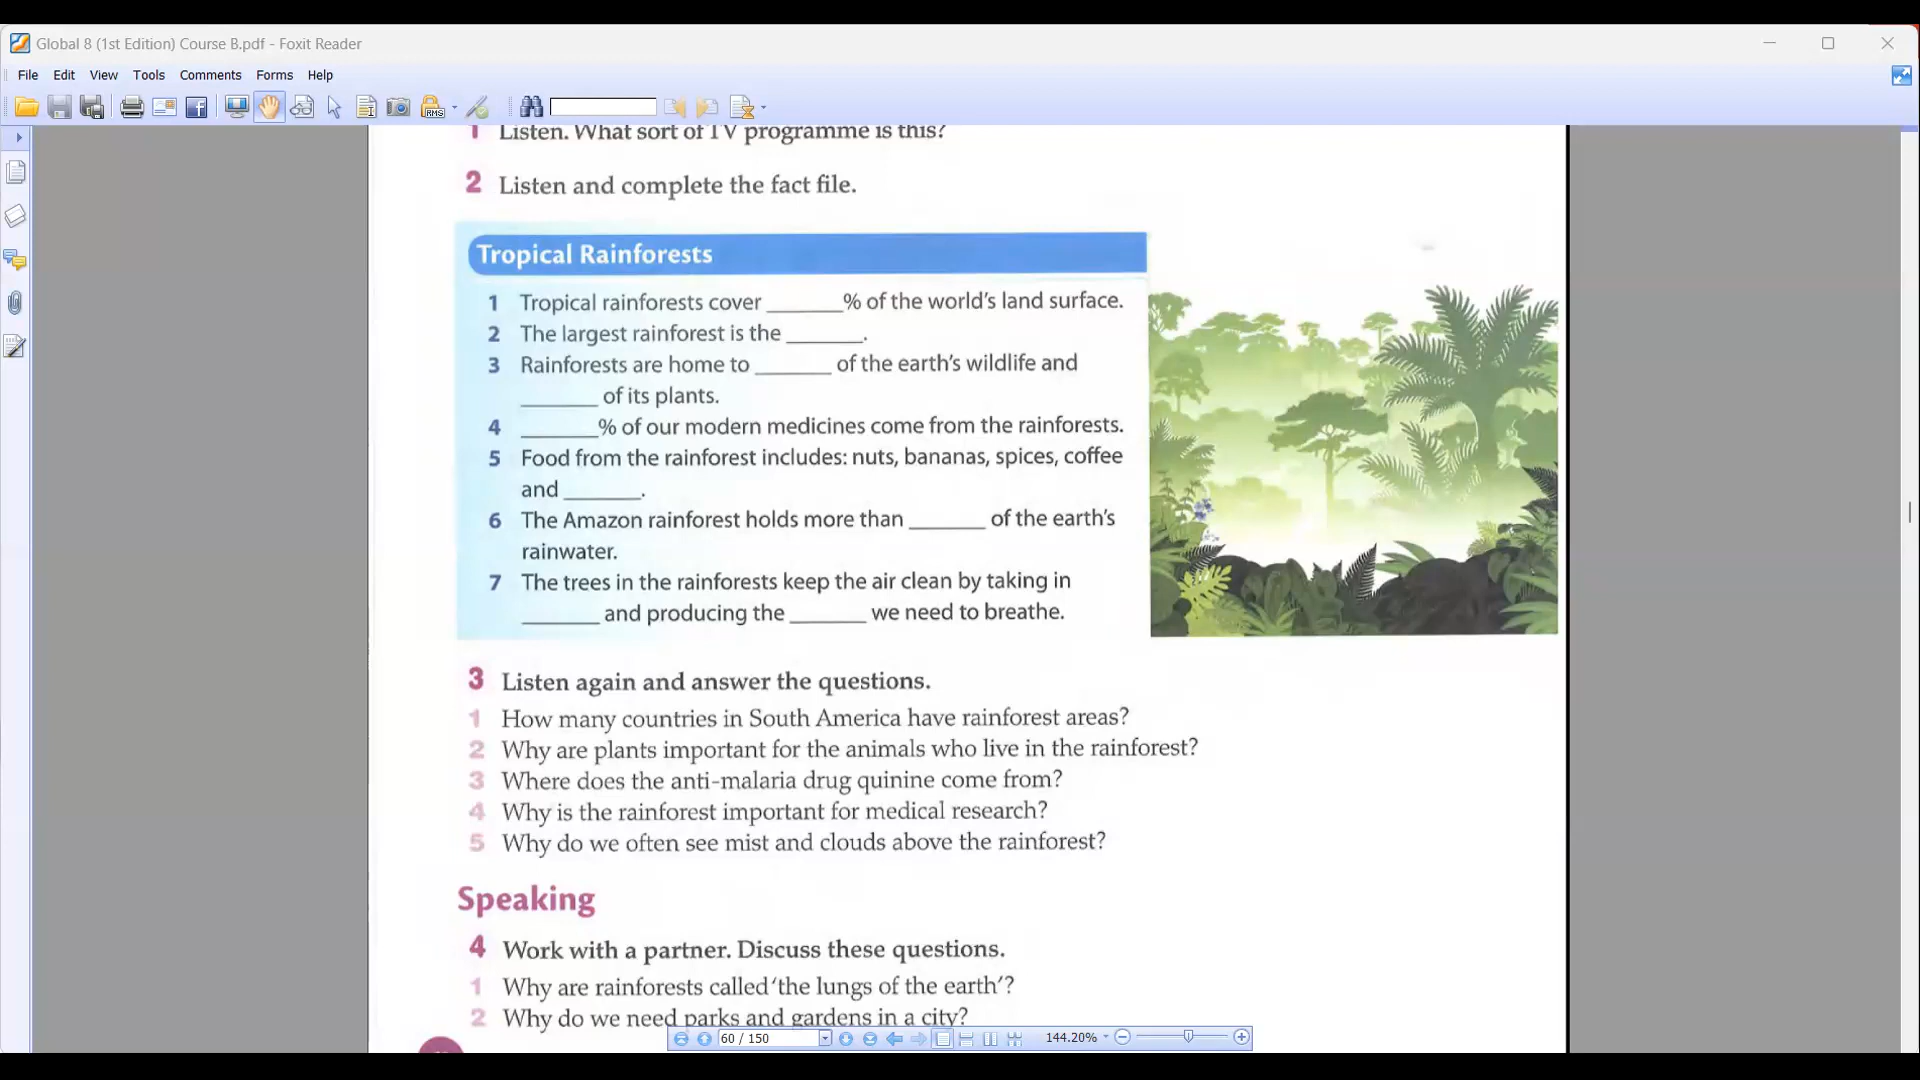 Global 8 (1st Edition) Course B.pdf - Foxit Reader
File Edit View Tools Comments Forms Help
RMS
1 Listen. What sort of TV programme is this?
2 Listen and complete the fact file.
Tropical Rainforests
1 Tropical rainforests cover ________% of the world's land surface.
2 The largest rainforest is the ________.
3 Rainforests are home to ________ of the earth's wildlife and
________ of its plants.
4 ________% of our modern medicines come from the rainforests.
5 Food from the rainforest includes: nuts, bananas, spices, coffee
and ________.
6 The Amazon rainforest holds more than ________ of the earth's
rainwater.
7 The trees in the rainforests keep the air clean by taking in
________ and producing the ________ we need to breathe.
3 Listen again and answer the questions.
1 How many countries in South America have rainforest areas?
2 Why are plants important for the animals who live in the rainforest?
3 Where does the anti-malaria drug quinine come from?
4 Why is the rainforest important for medical research?
5 Why do we often see mist and clouds above the rainforest?
Speaking
4 Work with a partner. Discuss these questions.
1 Why are rainforests called 'the lungs of the earth'?
2 Why do we need parks and gardens in a city?
60 / 150
144.20%